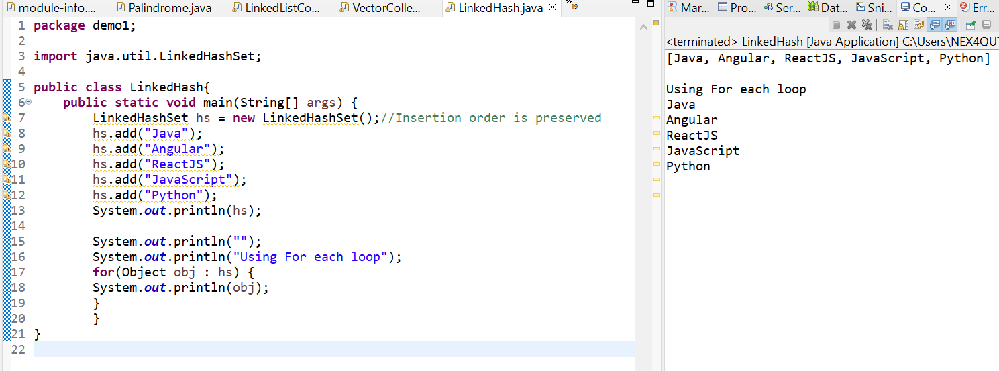 module-info.... Palindrome.java LinkedListCo... VectorColle... LinkedHash.java »19
Mar... Pro... Ser... Dat... Sni... Co... Err...
<terminated> LinkedHash [Java Application] C:\Users\NEX4QU
1 package demo1;
2
3 import java.util.LinkedHashSet;
4
5 public class LinkedHash{
6 public static void main(String[] args) {
7 LinkedHashSet hs = new LinkedHashSet();//Insertion order is preserved
8 hs.add("Java");
9 hs.add("Angular");
10 hs.add("ReactJS");
11 hs.add("JavaScript");
12 hs.add("Python");
13 System.out.println(hs);
14
15 System.out.println("");
16 System.out.println("Using For each loop");
17 for(Object obj : hs) {
18 System.out.println(obj);
19 }
20 }
21 }
22
[Java, Angular, ReactJS, JavaScript, Python]
Using For each loop
Java
Angular
ReactJS
JavaScript
Python